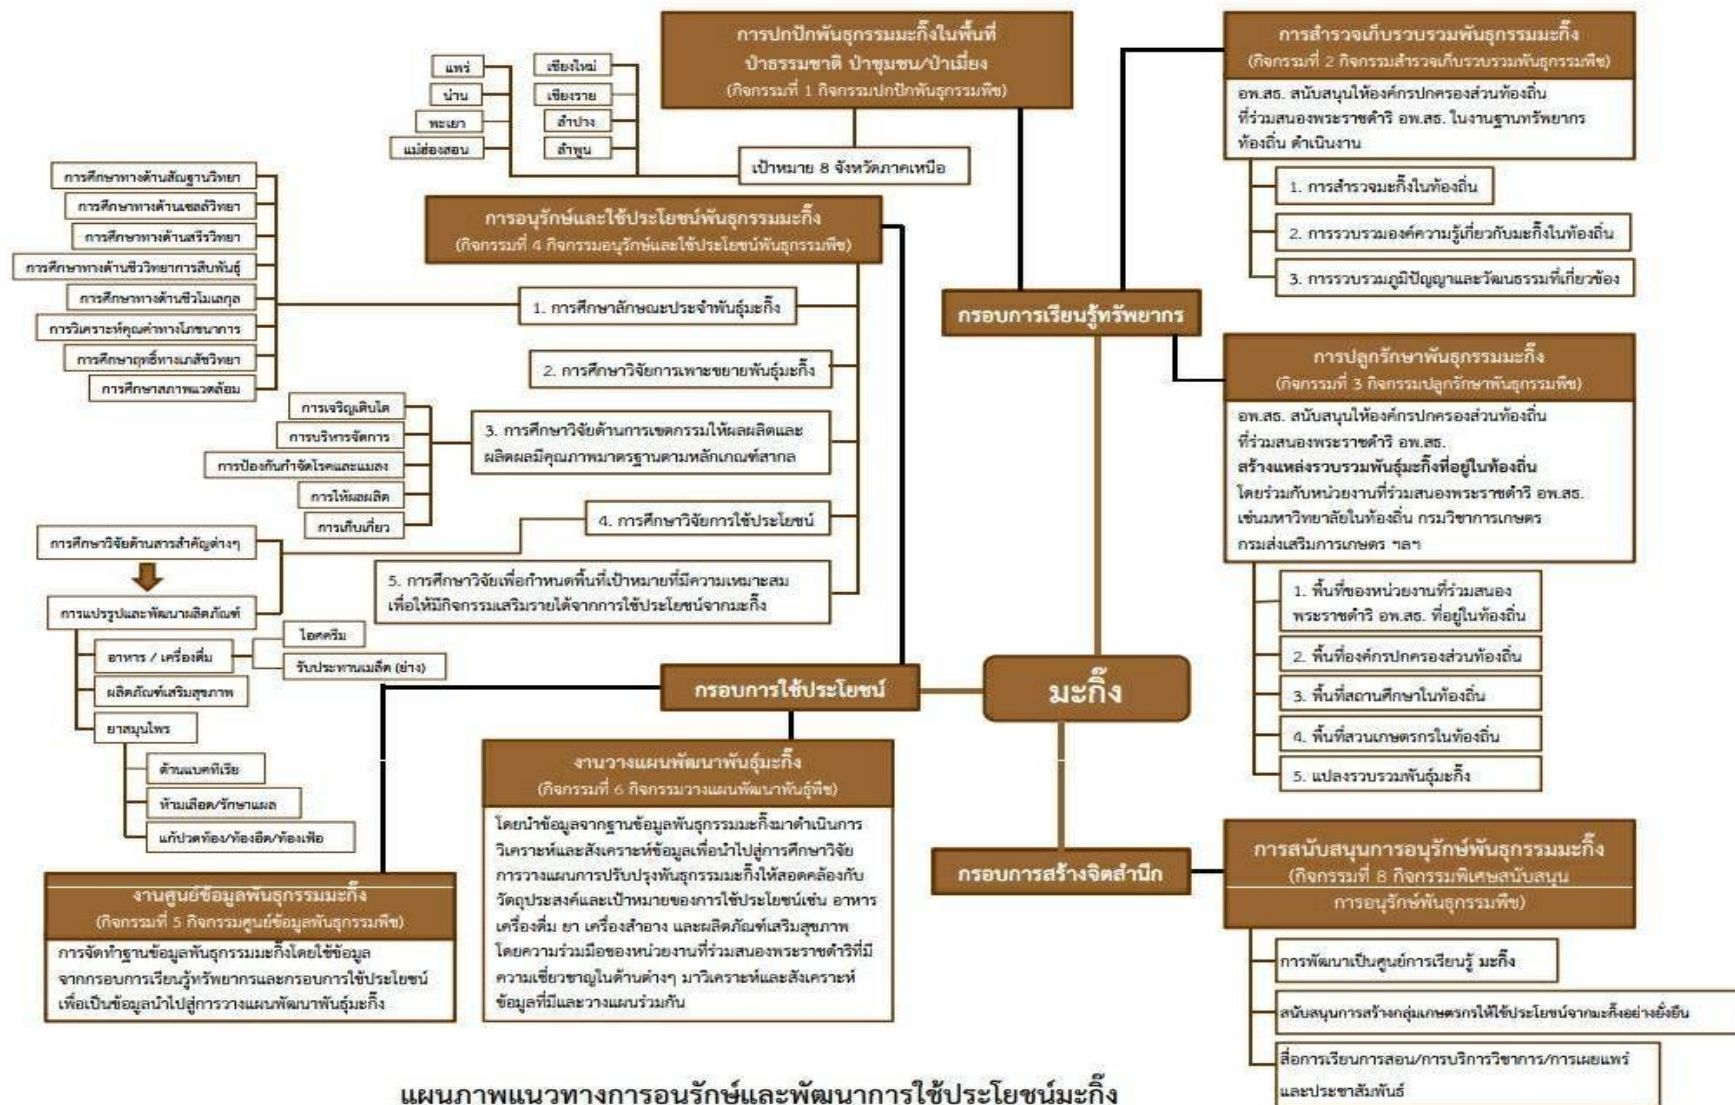 การปกปักพันธุกรรมมะกิ๊งในพื้นที่
ป่าธรรมชาติ ป่าชุมชน/ป่าเมี่ยง
(กิจกรรมที่ 1 กิจกรรมปกปักพันธุกรรมพืช)
แพร่
น่าน
พะเยา
แม่ฮ่องสอน
เชียงใหม่
เชียงราย
ลำปาง
ลำพูน
เป้าหมาย 8 จังหวัดภาคเหนือ
การสำรวจเก็บรวบรวมพันธุกรรมมะกิ๊ง
(กิจกรรมที่ 2 กิจกรรมสำรวจเก็บรวบรวมพันธุกรรมพืช)
อพ.สธ. สนับสนุนให้องค์กรปกครองส่วนท้องถิ่น
ที่ร่วมสนองพระราชดำริ อพ.สธ. ในงานฐานทรัพยากร
ท้องถิ่น ดำเนินงาน
1. การสำรวจมะกิ๊งในท้องถิ่น
2. การรวบรวมองค์ความรู้เกี่ยวกับมะกิ๊งในท้องถิ่น
3. การรวบรวมภูมิปัญญาและวัฒนธรรมที่เกี่ยวข้อง
กรอบการเรียนรู้ทรัพยากร
การปลูกรักษาพันธุกรรมมะกิ๊ง
(กิจกรรมที่ 3 กิจกรรมปลูกรักษาพันธุกรรมพืช)
อพ.สธ. สนับสนุนให้องค์กรปกครองส่วนท้องถิ่น
ที่ร่วมสนองพระราชดำริ อพ.สธ.
สร้างแหล่งรวบรวมพันธุ์มะกิ๊งที่อยู่ในท้องถิ่น
โดยร่วมกับหน่วยงานที่ร่วมสนองพระราชดำริ อพ.สธ.
เช่นมหาวิทยาลัยในท้องถิ่น กรมวิชาการเกษตร
กรมส่งเสริมการเกษตร ฯลฯ
1. พื้นที่ของหน่วยงานที่ร่วมสนอง
พระราชดำริ อพ.สธ. ที่อยู่ในท้องถิ่น
2. พื้นที่องค์กรปกครองส่วนท้องถิ่น
3. พื้นที่สถานศึกษาในท้องถิ่น
4. พื้นที่สวนเกษตรกรในท้องถิ่น
5. แปลงรวบรวมพันธุ์มะกิ๊ง
การอนุรักษ์และใช้ประโยชน์พันธุกรรมมะกิ๊ง
(กิจกรรมที่ 4 กิจกรรมอนุรักษ์และใช้ประโยชน์พันธุกรรมพืช)
1. การศึกษาลักษณะประจำพันธุ์มะกิ๊ง
การศึกษาทางด้านสัณฐานวิทยา
การศึกษาทางด้านเซลล์วิทยา
การศึกษาทางด้านสรีรวิทยา
การศึกษาทางด้านชีววิทยาการสืบพันธุ์
การศึกษาทางด้านชีวโมเลกุล
การวิเคราะห์คุณค่าทางโภชนาการ
การศึกษาฤทธิ์ทางเภสัชวิทยา
การศึกษาสภาพแวดล้อม
2. การศึกษาวิจัยการเพาะขยายพันธุ์มะกิ๊ง
3. การศึกษาวิจัยด้านการเขตกรรมให้ผลผลิตและ
ผลิตผลมีคุณภาพมาตรฐานตามหลักเกณฑ์สากล
การเจริญเติบโต
การบริหารจัดการ
การป้องกันกำจัดโรคและแมลง
การให้ผลผลิต
การเก็บเกี่ยว
4. การศึกษาวิจัยการใช้ประโยชน์
การศึกษาวิจัยด้านสารสำคัญต่างๆ
การแปรรูปและพัฒนาผลิตภัณฑ์
อาหาร / เครื่องดื่ม
ไอศครีม
รับประทานเมล็ด (ย่าง)
ผลิตภัณฑ์เสริมสุขภาพ
ยาสมุนไพร
ต้านแบคทีเรีย
ห้ามเลือด/รักษาแผล
แก้ปวดท้อง/ท้องอืด/ท้องเฟ้อ
5. การศึกษาวิจัยเพื่อกำหนดพื้นที่เป้าหมายที่มีความเหมาะสม
เพื่อให้มีกิจกรรมเสริมรายได้จากการใช้ประโยชน์จากมะกิ๊ง
กรอบการใช้ประโยชน์
มะกิ๊ง
งานวางแผนพัฒนาพันธุ์มะกิ๊ง
(กิจกรรมที่ 6 กิจกรรมวางแผนพัฒนาพันธุ์พืช)
โดยนำข้อมูลจากฐานข้อมูลพันธุกรรมมะกิ๊งมาดำเนินการ
วิเคราะห์และสังเคราะห์ข้อมูลเพื่อนำไปสู่การศึกษาวิจัย
การวางแผนการปรับปรุงพันธุกรรมมะกิ๊งให้สอดคล้องกับ
วัตถุประสงค์และเป้าหมายของการใช้ประโยชน์เช่น อาหาร
เครื่องดื่ม ยา เครื่องสำอาง และผลิตภัณฑ์เสริมสุขภาพ
โดยความร่วมมือของหน่วยงานที่ร่วมสนองพระราชดำริที่มี
ความเชี่ยวชาญในด้านต่างๆ มาวิเคราะห์และสังเคราะห์
ข้อมูลที่มีและวางแผนร่วมกัน
งานศูนย์ข้อมูลพันธุกรรมมะกิ๊ง
(กิจกรรมที่ 5 กิจกรรมศูนย์ข้อมูลพันธุกรรมพืช)
การจัดทำฐานข้อมูลพันธุกรรมมะกิ๊งโดยใช้ข้อมูล
จากกรอบการเรียนรู้ทรัพยากรและกรอบการใช้ประโยชน์
เพื่อเป็นข้อมูลนำไปสู่การวางแผนพัฒนาพันธุ์มะกิ๊ง
กรอบการสร้างจิตสำนึก
การสนับสนุนการอนุรักษ์พันธุกรรมมะกิ๊ง
(กิจกรรมที่ 8 กิจกรรมพิเศษสนับสนุน
การอนุรักษ์พันธุกรรมพืช)
การพัฒนาเป็นศูนย์การเรียนรู้ มะกิ๊ง
สนับสนุนการสร้างกลุ่มเกษตรกรให้ใช้ประโยชน์จากมะกิ๊งอย่างยั่งยืน
สื่อการเรียนการสอน/การบริการวิชาการ/การเผยแพร่
และประชาสัมพันธ์
แผนภาพแนวทางการอนุรักษ์และพัฒนาการใช้ประโยชน์มะกิ๊ง